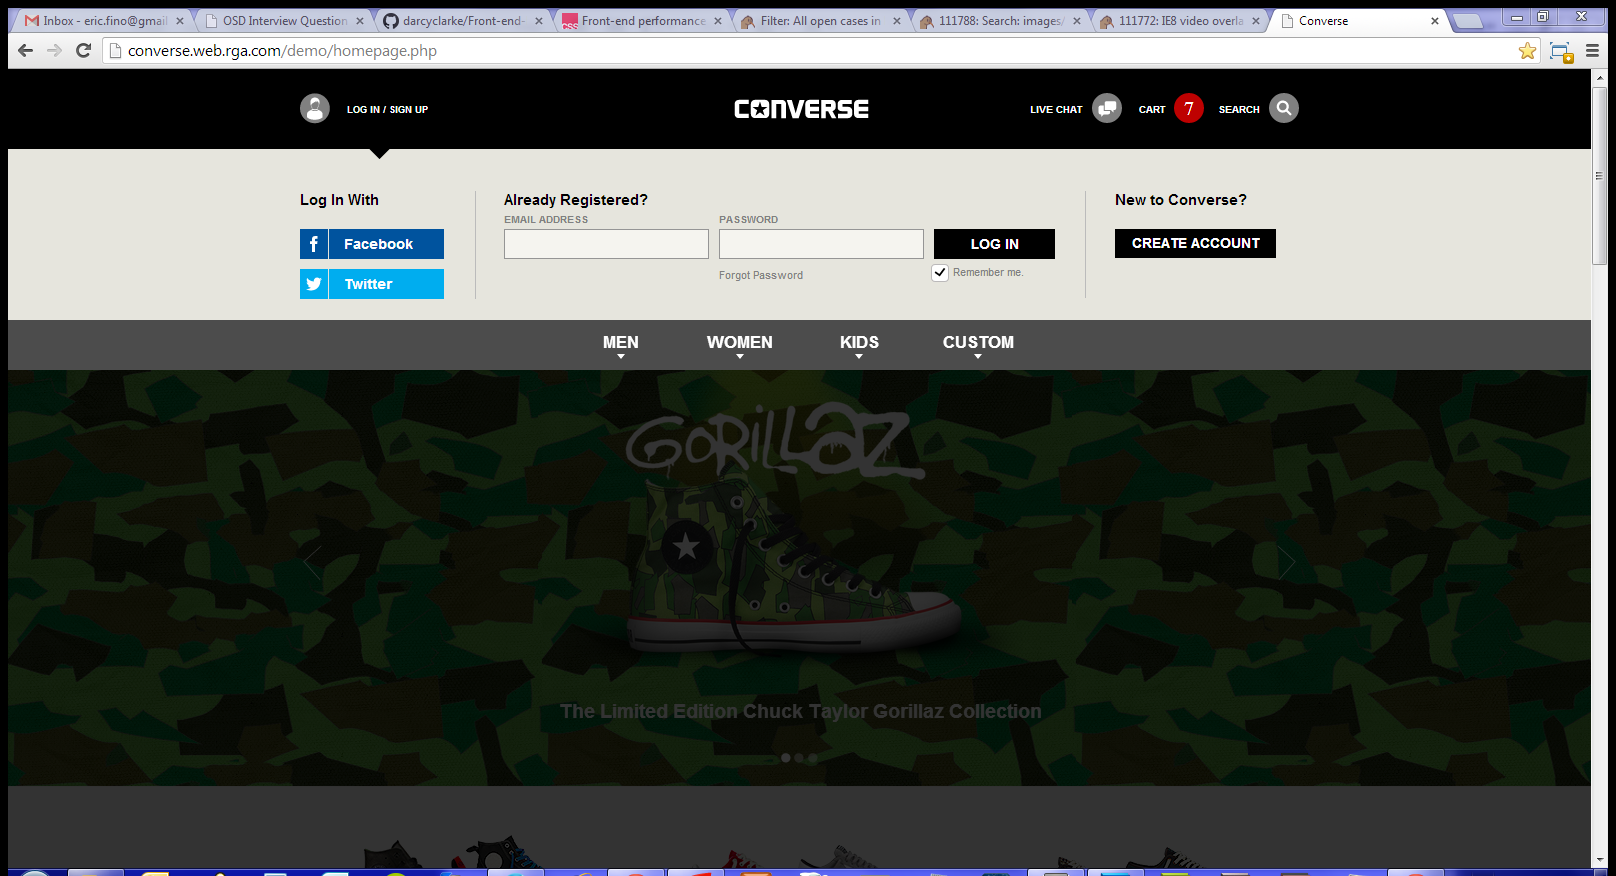 Inbox - eric.fino@gmail
OSD Interview Question
darcyclarke/Front-end-
Front-end performance
Filter: All open cases in
111788: Search: images/
111772: IE8 video overla
Converse
converse.web.rga.com/demo/homepage.php
LOG IN / SIGN UP
CONVERSE
LIVE CHAT
CART
7
SEARCH
Log In With
Already Registered?
New to Converse?
EMAIL ADDRESS
PASSWORD
Facebook
LOG IN
CREATE ACCOUNT
Twitter
Forgot Password
Remember me.
MEN
WOMEN
KIDS
CUSTOM
GORILLAZ
The Limited Edition Chuck Taylor Gorillaz Collection